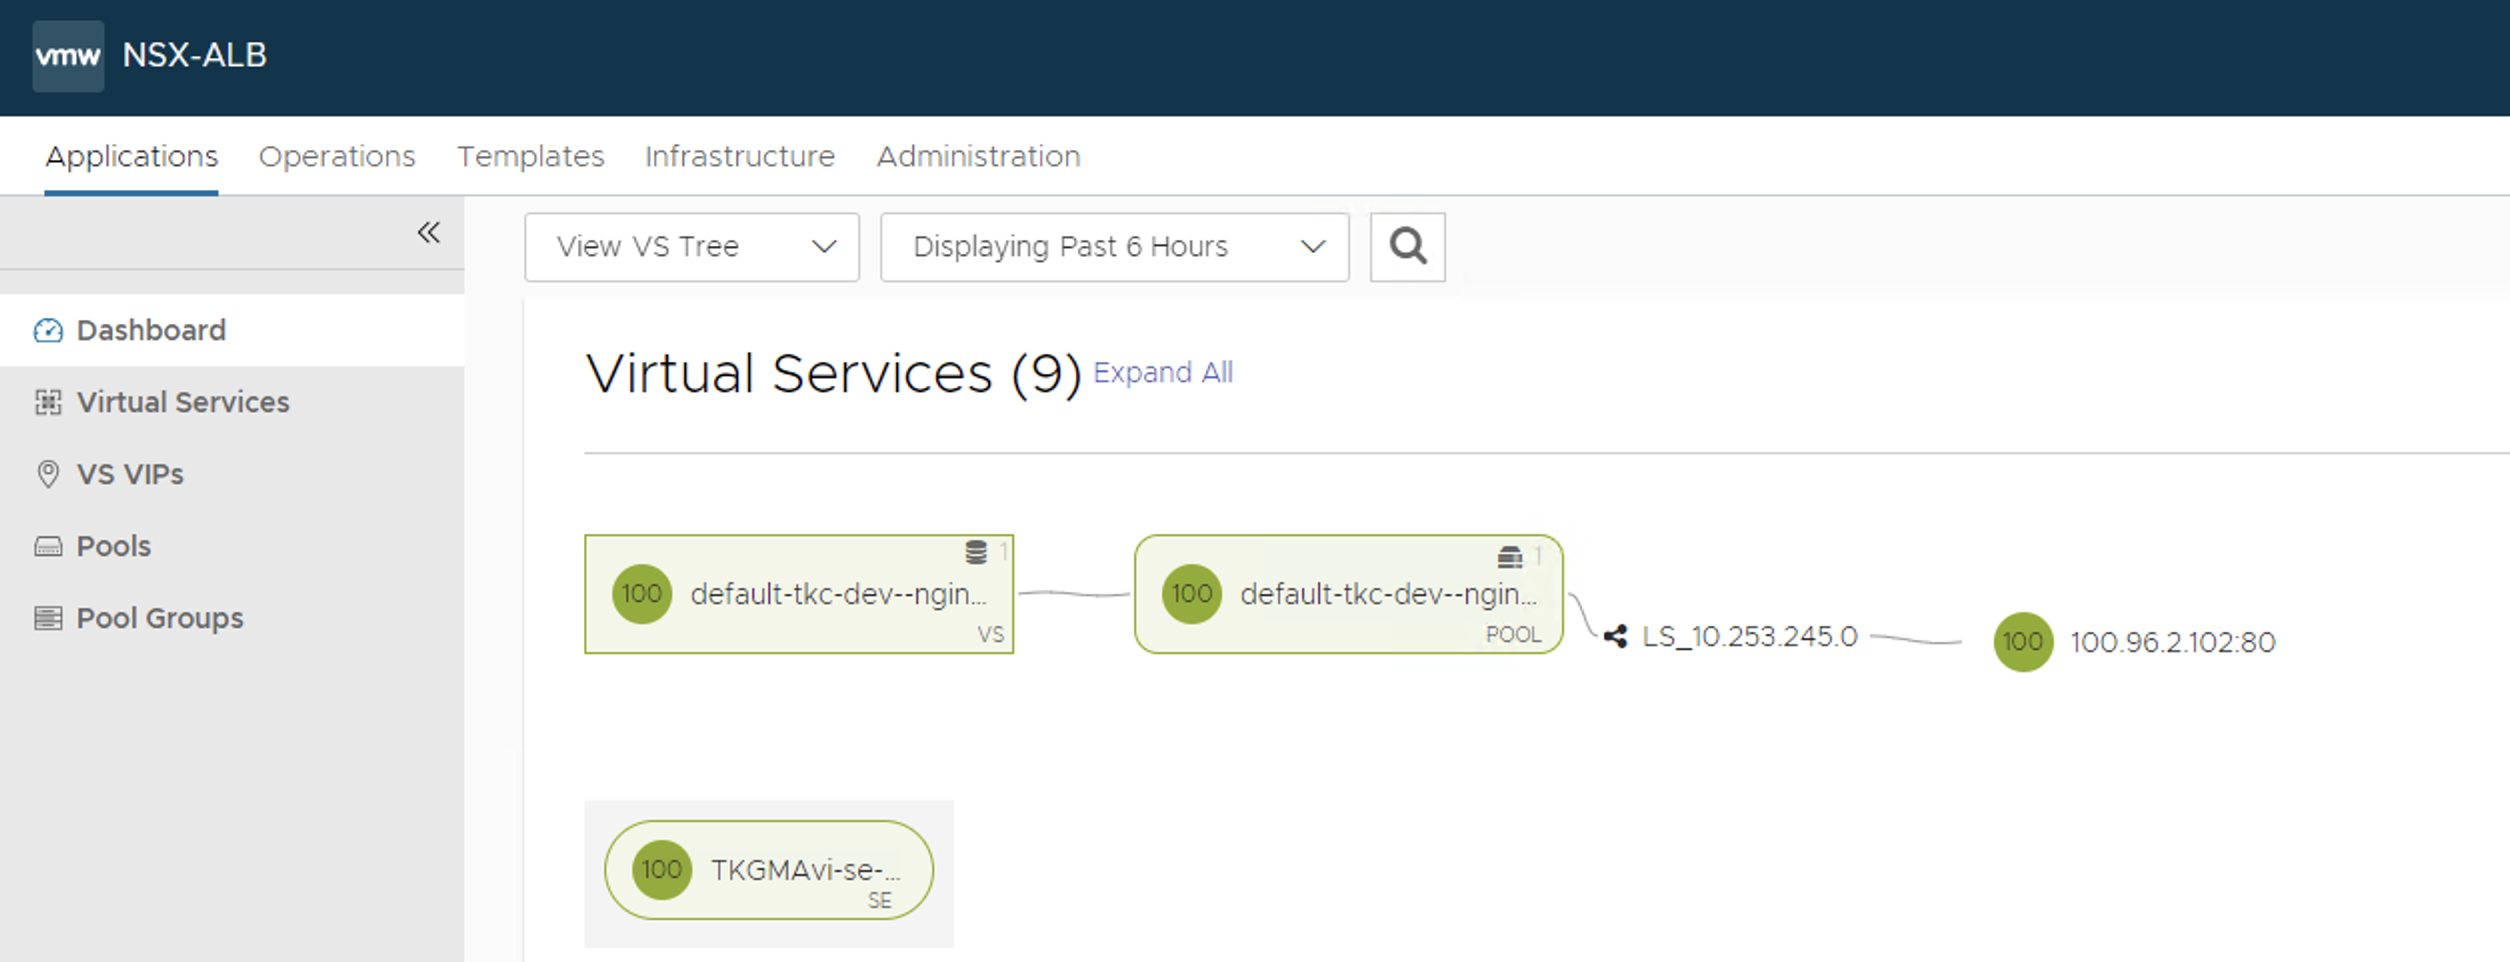 vmw NSX-ALB
Applications Operations Templates Infrastructure Administration
View VS Tree Displaying Past 6 Hours
Dashboard
Virtual Services
VS VIPs
Pools
Pool Groups
Virtual Services (9) Expand All
1
100 default-tkc-dev--ngin...
VS
1
100 default-tkc-dev--ngin...
POOL
LS_10.253.245.0
100 100.96.2.102:80
100 TKGMAvi-se-...
SE